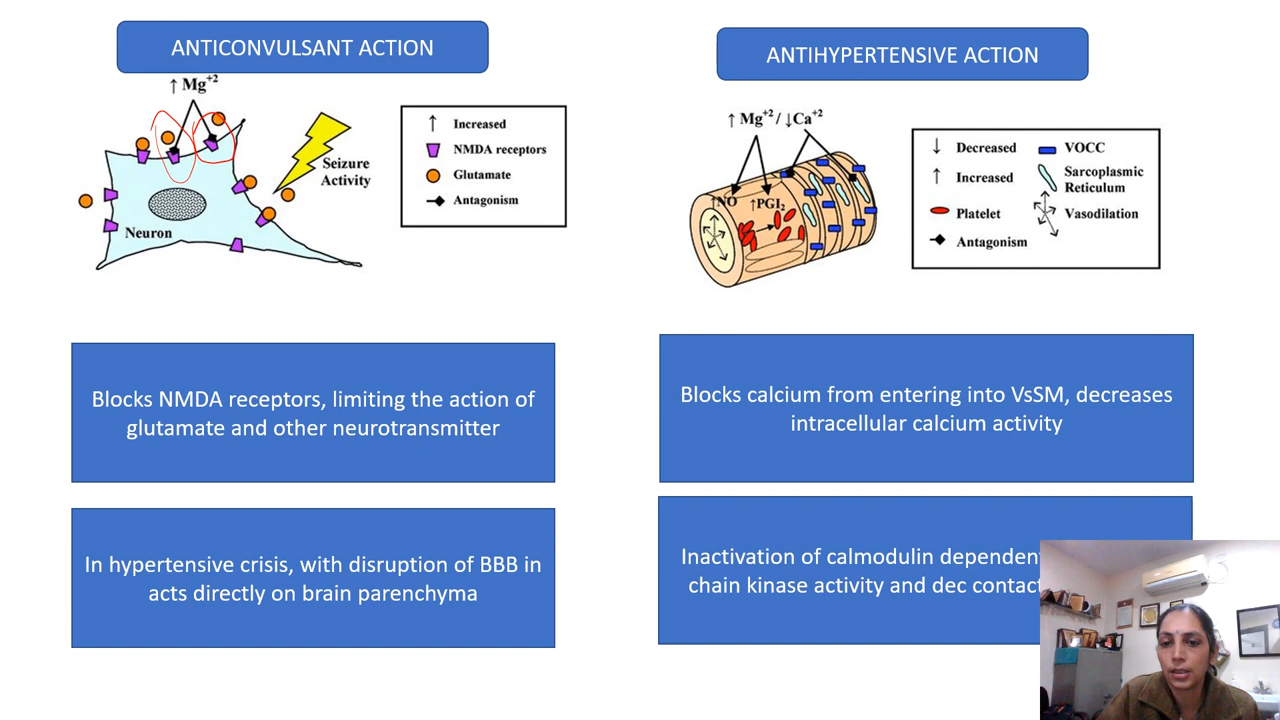 ANTICONVULSANT ACTION
↑ Mg+2
Seizure
Activity
Neuron
↑ Increased
NMDA receptors
Glutamate
Antagonism
Blocks NMDA receptors, limiting the action of
glutamate and other neurotransmitter
In hypertensive crisis, with disruption of BBB in
acts directly on brain parenchyma
ANTIHYPERTENSIVE ACTION
↑ Mg+2 / ↓Ca+2
↑NO ↑PGI2
↓ Decreased
↑ Increased
Platelet
Antagonism
VOCC
Sarcoplasmic
Reticulum
Vasodilation
Blocks calcium from entering into VsSM, decreases
intracellular calcium activity
Inactivation of calmodulin dependent
chain kinase activity and dec